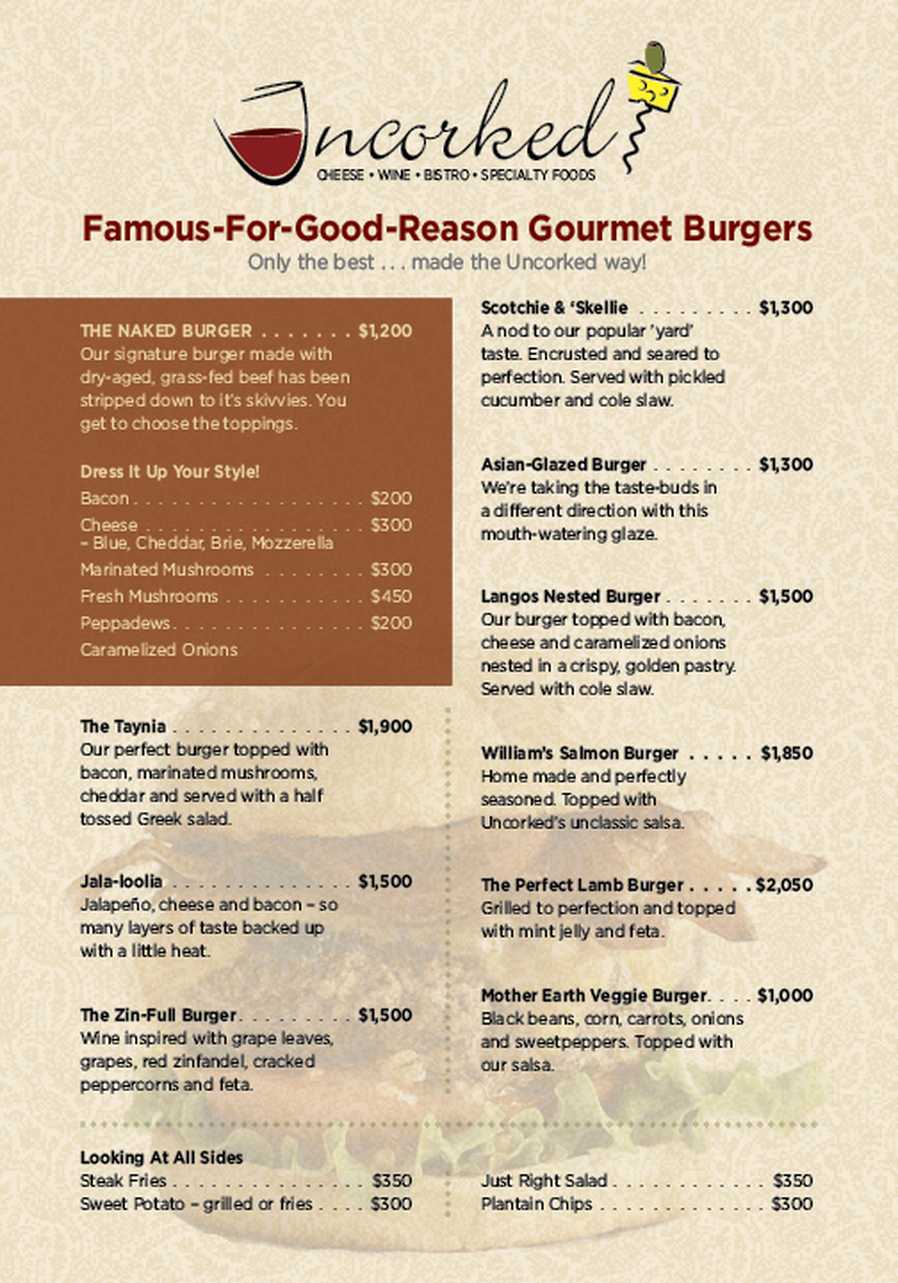 Uncorked
CHEESE • WINE • BISTRO • SPECIALTY FOODS
Famous-For-Good-Reason Gourmet Burgers
Only the best . . . made the Uncorked way!
THE NAKED BURGER . . . . . . . $1,200
Our signature burger made with
dry-aged, grass-fed beef has been
stripped down to it's skivvies. You
get to choose the toppings.
Dress It Up Your Style!
Bacon . . . . . . . . . . . . . . . . . . $200
Cheese . . . . . . . . . . . . . . . . . $300
– Blue, Cheddar, Brie, Mozzerella
Marinated Mushrooms . . . . . . . . $300
Fresh Mushrooms . . . . . . . . . . . $450
Peppadews . . . . . . . . . . . . . . . $200
Caramelized Onions
The Taynia . . . . . . . . . . . . . . $1,900
Our perfect burger topped with
bacon, marinated mushrooms,
cheddar and served with a half
tossed Greek salad.
Jala-loolia . . . . . . . . . . . . . . $1,500
Jalapeño, cheese and bacon – so
many layers of taste backed up
with a little heat.
The Zin-Full Burger . . . . . . . . . $1,500
Wine inspired with grape leaves,
grapes, red zinfandel, cracked
peppercorns and feta.
Scotchie & ‘Skellie . . . . . . . . . $1,300
A nod to our popular 'yard'
taste. Encrusted and seared to
perfection. Served with pickled
cucumber and cole slaw.
Asian-Glazed Burger . . . . . . . . $1,300
We're taking the taste-buds in
a different direction with this
mouth-watering glaze.
Langos Nested Burger . . . . . . . $1,500
Our burger topped with bacon,
cheese and caramelized onions
nested in a crispy, golden pastry.
Served with cole slaw.
William's Salmon Burger . . . . . $1,850
Home made and perfectly
seasoned. Topped with
Uncorked's unclassic salsa.
The Perfect Lamb Burger . . . . . $2,050
Grilled to perfection and topped
with mint jelly and feta.
Mother Earth Veggie Burger. . . . $1,000
Black beans, corn, carrots, onions
and sweetpeppers. Topped with
our salsa.
Looking At All Sides
Steak Fries . . . . . . . . . . . . . . . $350
Sweet Potato – grilled or fries . . . . $300
Just Right Salad . . . . . . . . . . . . $350
Plantain Chips . . . . . . . . . . . . . $300